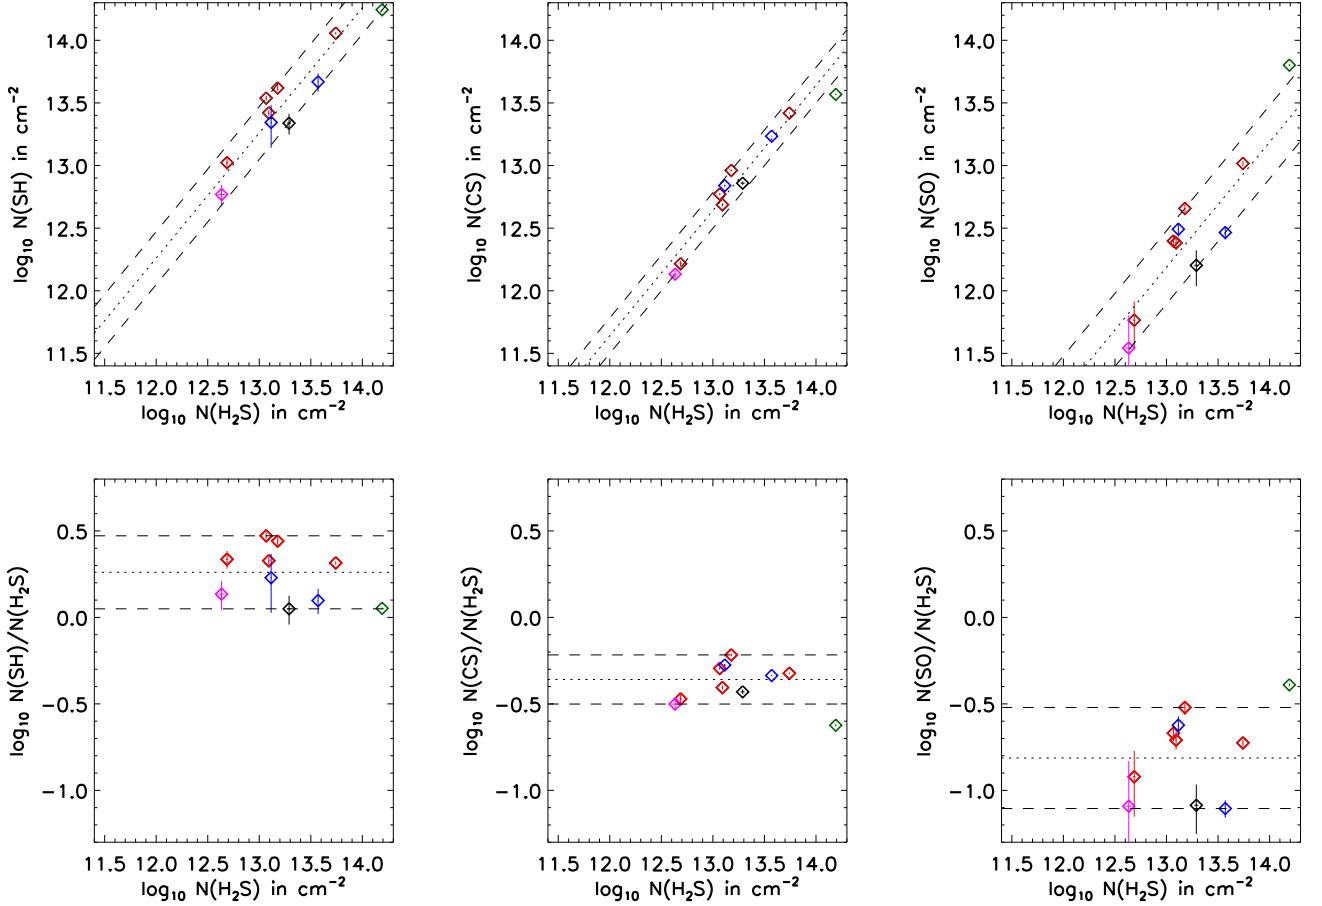 log₁₀ N(SH) in cm⁻²
14.0
13.5
13.0
12.5
12.0
11.5
11.5 12.0 12.5 13.0 13.5 14.0
log₁₀ N(H₂S) in cm⁻²
log₁₀ N(CS) in cm⁻²
14.0
13.5
13.0
12.5
12.0
11.5
11.5 12.0 12.5 13.0 13.5 14.0
log₁₀ N(H₂S) in cm⁻²
log₁₀ N(SO) in cm⁻²
14.0
13.5
13.0
12.5
12.0
11.5
11.5 12.0 12.5 13.0 13.5 14.0
log₁₀ N(H₂S) in cm⁻²
log₁₀ N(SH)/N(H₂S)
0.5
0.0
−0.5
−1.0
11.5 12.0 12.5 13.0 13.5 14.0
log₁₀ N(H₂S) in cm⁻²
log₁₀ N(CS)/N(H₂S)
0.5
0.0
−0.5
−1.0
11.5 12.0 12.5 13.0 13.5 14.0
log₁₀ N(H₂S) in cm⁻²
log₁₀ N(SO)/N(H₂S)
0.5
0.0
−0.5
−1.0
11.5 12.0 12.5 13.0 13.5 14.0
log₁₀ N(H₂S) in cm⁻²